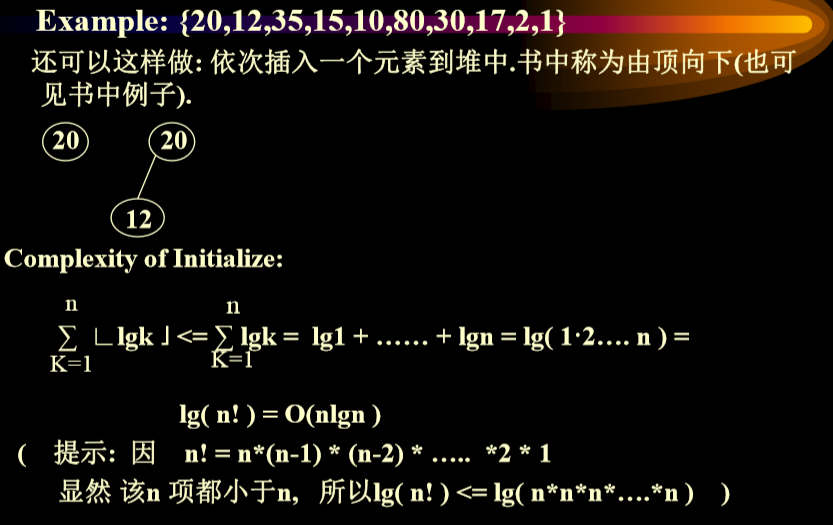 Example: {20,12,35,15,10,80,30,17,2,1}
还可以这样做: 依次插入一个元素到堆中.书中称为由顶向下(也可
见书中例子).
20 20
12
Complexity of Initialize:
n n
∑ ∟lgk ┘<= ∑ lgk = lg1 + …… + lgn = lg( 1·2…. n ) =
K=1 K=1
lg( n! ) = O(nlgn )
( 提示: 因 n! = n*(n-1) * (n-2) * ….. *2 * 1
显然 该n 项都小于n, 所以lg( n! ) <= lg( n*n*n*….*n ) )